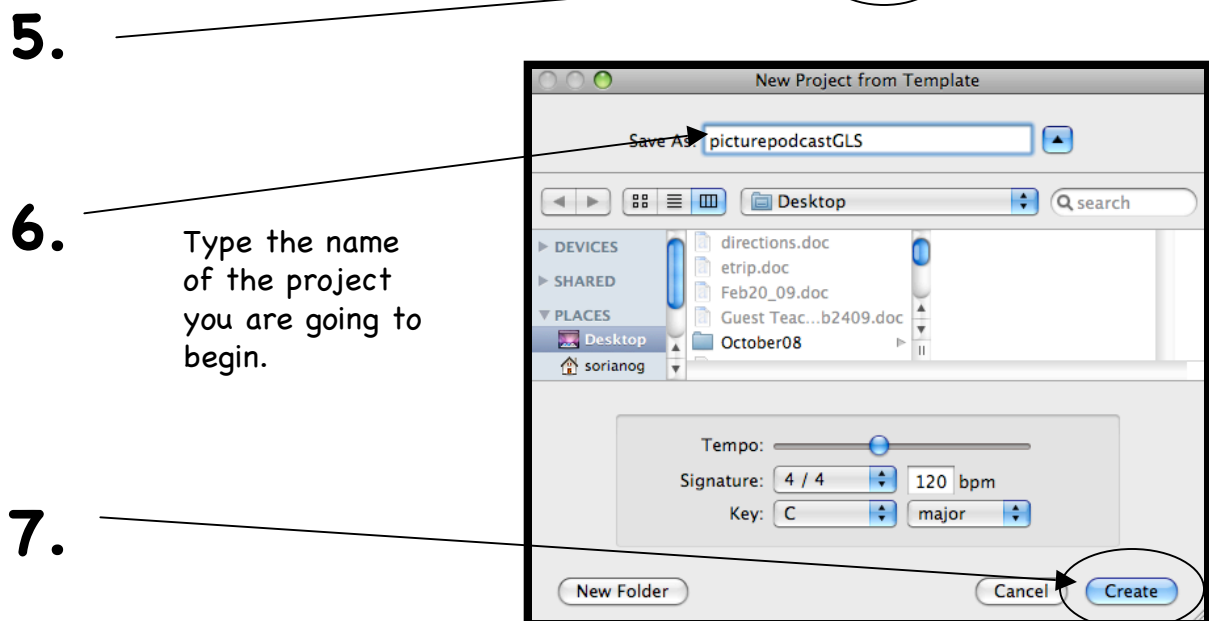 5.
New Project from Template
Save As: picturepodcastGLS
Desktop
search
6.
Type the name
of the project
you are going to
begin.
DEVICES
SHARED
PLACES
Desktop
sorianog
directions.doc
etrip.doc
Feb20_09.doc
Guest Teac...b2409.doc
October08
Tempo:
Signature: 4 / 4 120 bpm
Key: C major
7.
New Folder Cancel Create